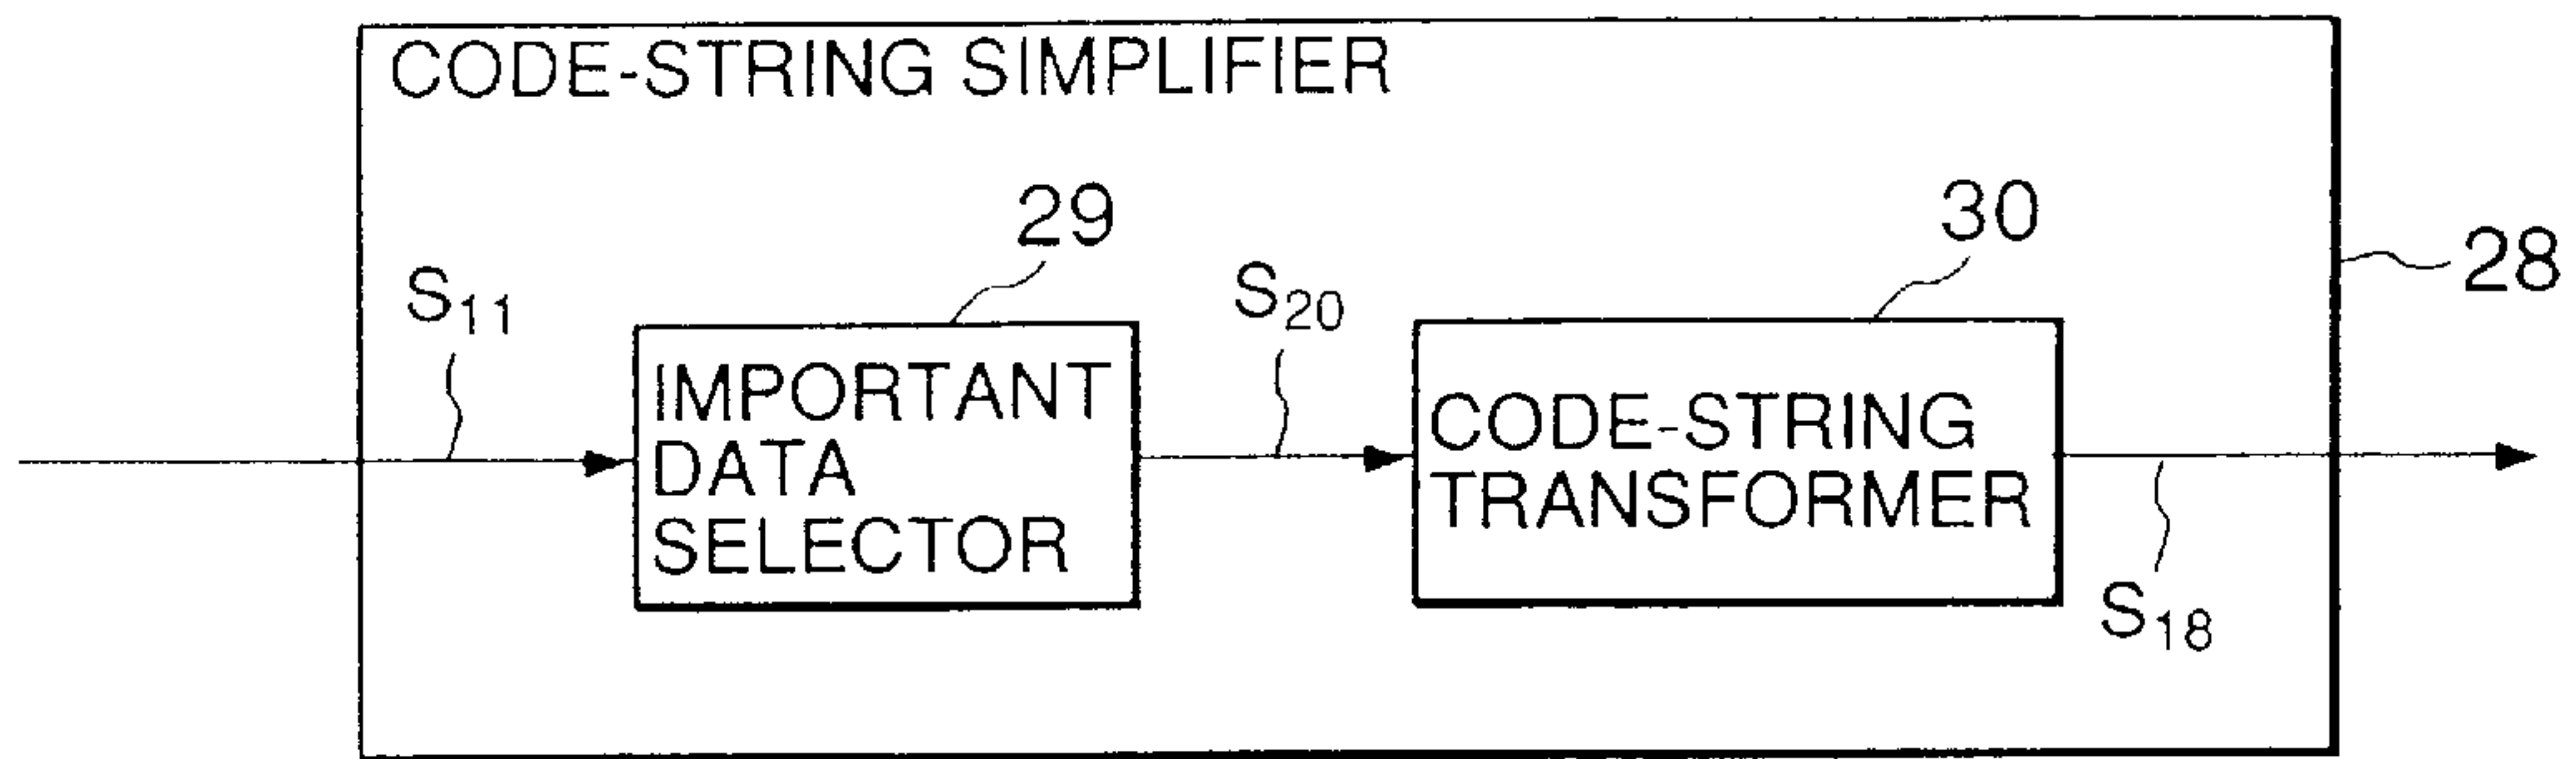 CODE-STRING SIMPLIFIER
29
30
28
S11
S20
IMPORTANT
DATA
SELECTOR
CODE-STRING
TRANSFORMER
S18